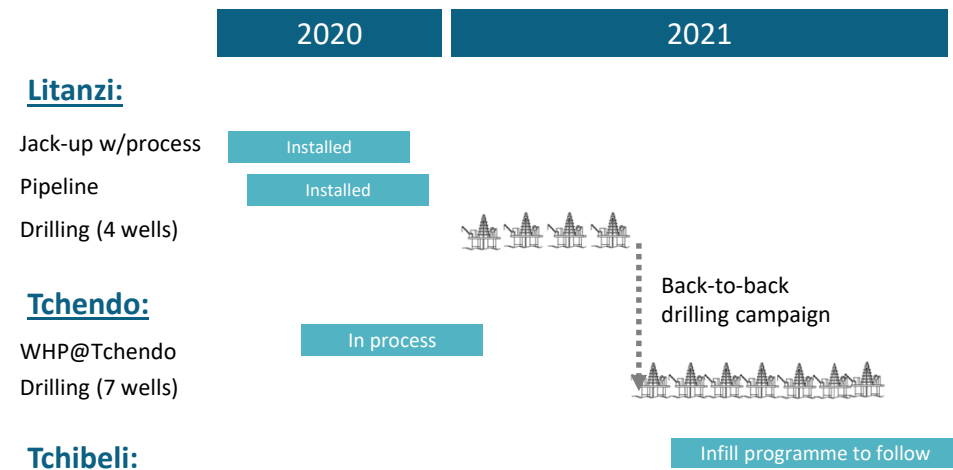 2020 2021
Litanzi:
Jack-up w/process Installed
Pipeline Installed
Drilling (4 wells)
Back-to-back
drilling campaign
Tchendo:
WHP@Tchendo In process
Drilling (7 wells)
Tchibeli: Infill programme to follow